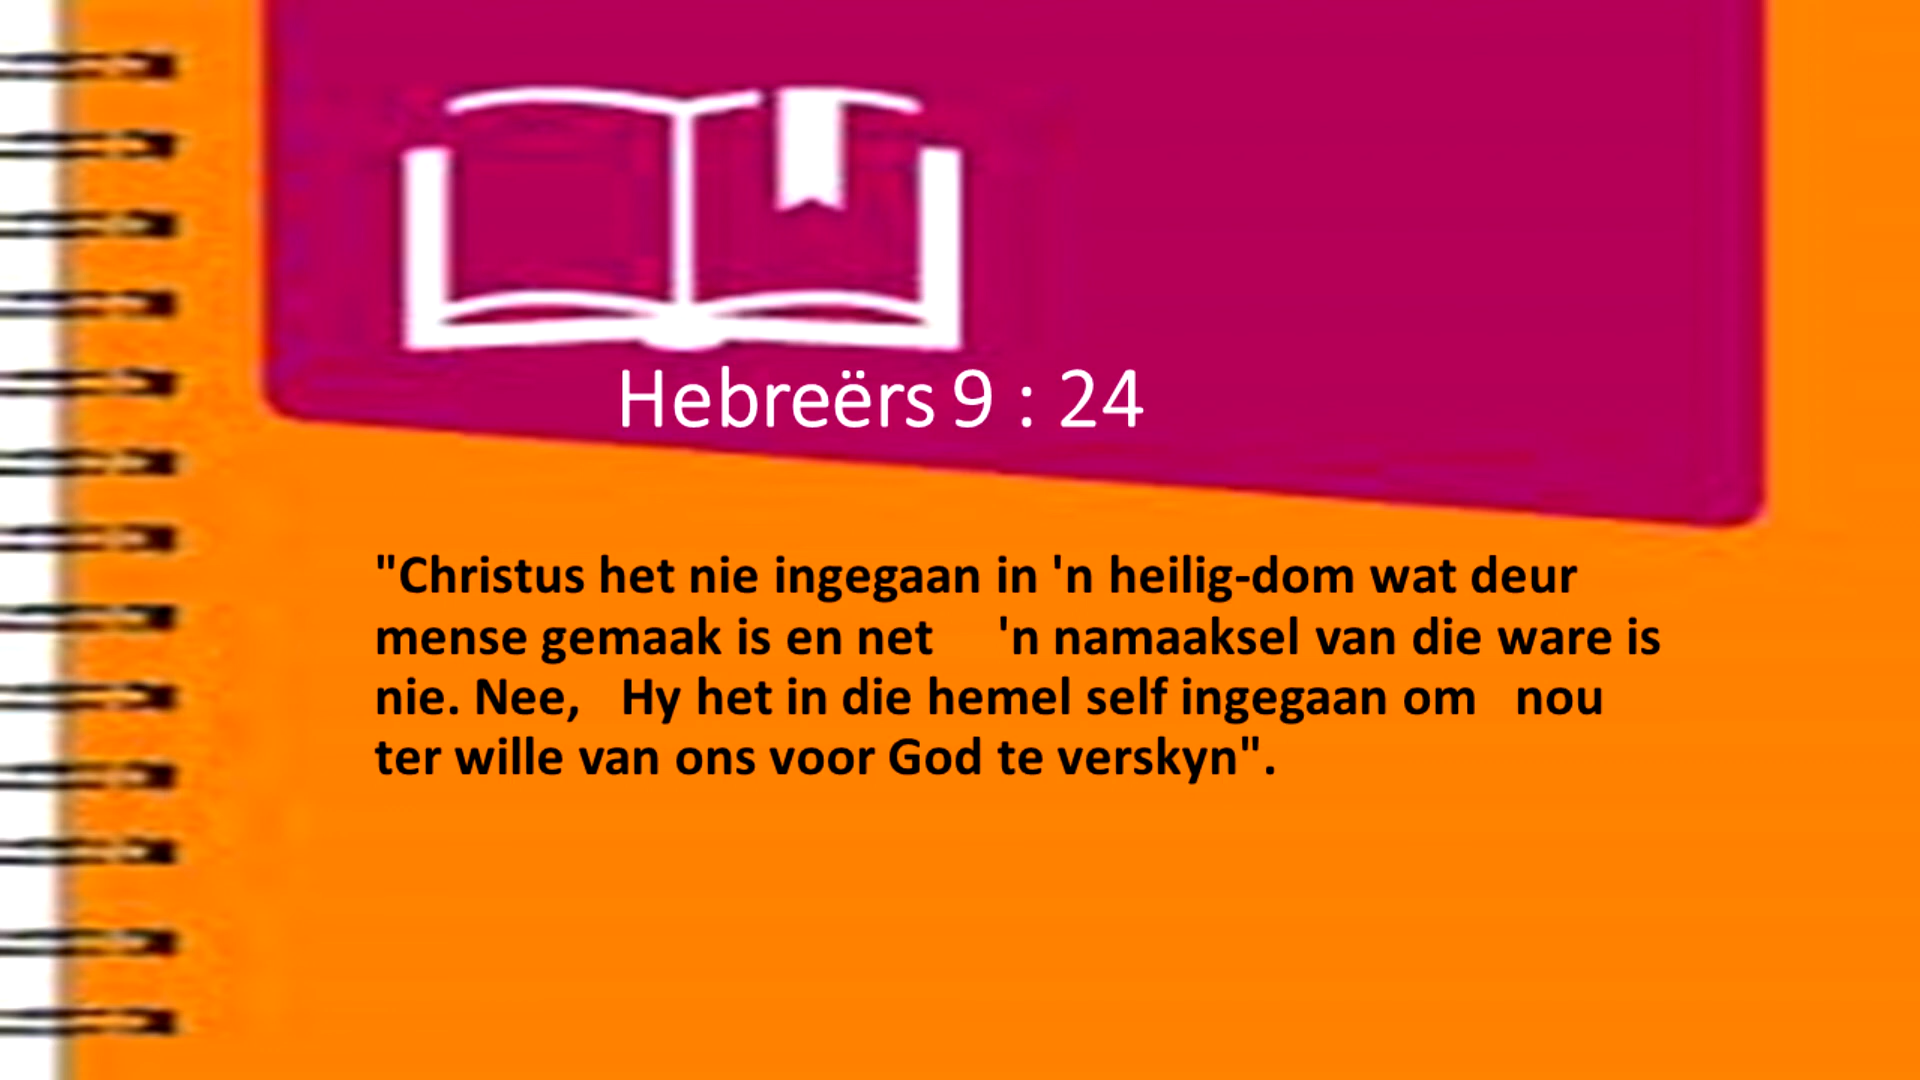 Hebreërs 9 : 24
"Christus het nie ingegaan in 'n heilig-dom wat deur
mense gemaak is en net 'n namaaksel van die ware is
nie. Nee, Hy het in die hemel self ingegaan om nou
ter wille van ons voor God te verskyn".